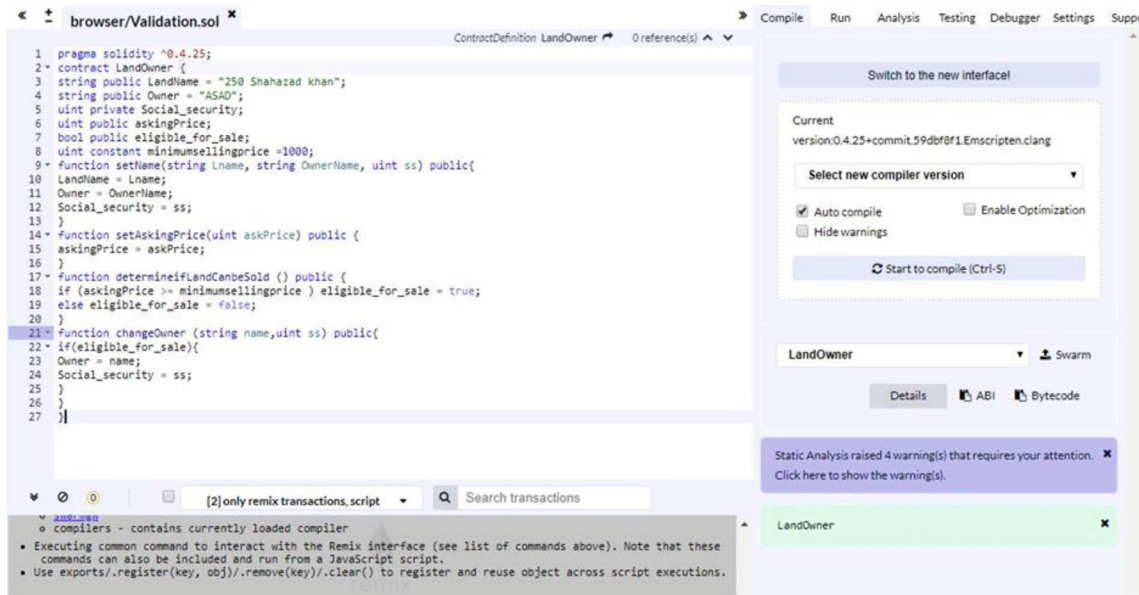 browser/Validation.sol
ContractDefinition LandOwner
0 reference(s)
1 pragma solidity ^0.4.25;
2 contract LandOwner {
3 string public LandName = "250 Shahazad khan";
4 string public Owner = "ASAD";
5 uint private Social_security;
6 uint public askingPrice;
7 bool public eligible_for_sale;
8 uint constant minimumsellingprice =1000;
9 function setName(string Lname, string OwnerName, uint ss) public{
10 LandName = Lname;
11 Owner = OwnerName;
12 Social_security = ss;
13 }
14 function setAskingPrice(uint askPrice) public {
15 askingPrice = askPrice;
16 }
17 function determineifLandCanbeSold () public {
18 if (askingPrice >= minimumsellingprice ) eligible_for_sale = true;
19 else eligible_for_sale = false;
20 }
21 function changeOwner (string name,uint ss) public{
22 if(eligible_for_sale){
23 Owner = name;
24 Social_security = ss;
25 }
26 }
27 }
0
[2] only remix transactions, script
Search transactions
compilers - contains currently loaded compiler
• Executing common command to interact with the Remix interface (see list of commands above). Note that these
commands can also be included and run from a JavaScript script.
• Use exports/.register(key, obj)/.remove(key)/.clear() to register and reuse object across script executions.
remix
Compile Run Analysis Testing Debugger Settings Supp
Switch to the new interface!
Current
version:0.4.25+commit.59dbf8f1.Emscripten.clang
Select new compiler version
Auto compile
Enable Optimization
Hide warnings
Start to compile (Ctrl-S)
LandOwner
Swarm
Details
ABI
Bytecode
Static Analysis raised 4 warning(s) that requires your attention.
Click here to show the warning(s).
LandOwner